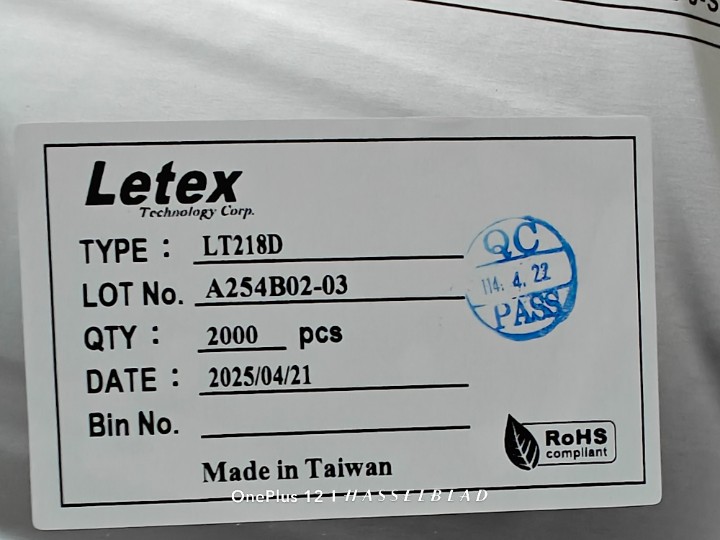 Letex
Technology Corp.
TYPE : LT218D
LOT No. A254B02-03
QTY : 2000 pcs
DATE : 2025/04/21
Bin No.
Made in Taiwan
QC
114. 4. 22
PASS
RoHS
compliant
OnePlus 12 | HASSELBLAD